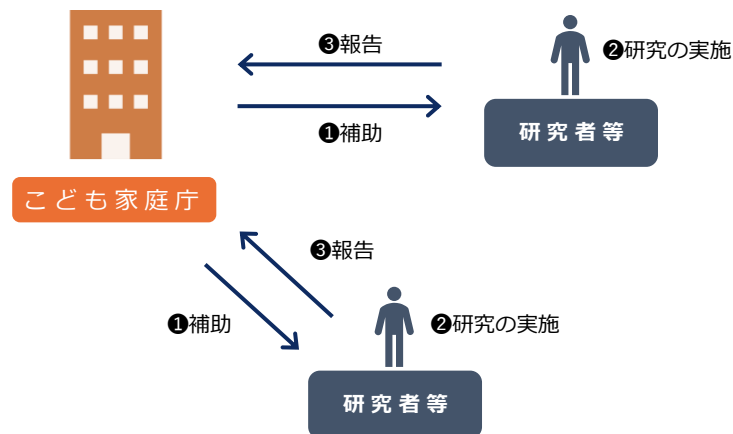 ❸報告
❷研究の実施
❶補助
研究者等
こども家庭庁
❸報告
❶補助
❷研究の実施
研究者等